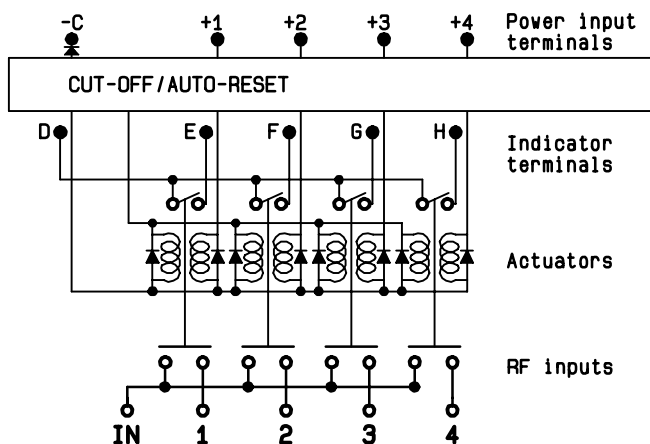 -C +1 +2 +3 +4 Power input
terminals
CUT-OFF/AUTO-RESET
D E F G H Indicator
terminals
Actuators
RF inputs
IN 1 2 3 4